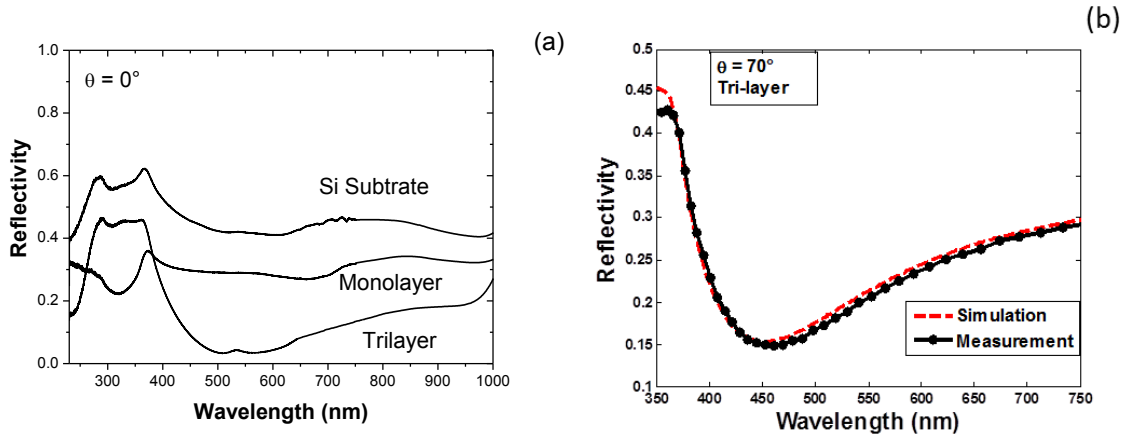 (a)
θ = 0°
Si Subtrate
Monolayer
Trilayer
Reflectivity
1.0
0.8
0.6
0.4
0.2
0.0
300 400 500 600 700 800 900 1000
Wavelength (nm)
(b)
θ = 70°
Tri-layer
Reflectivity
0.5
0.45
0.4
0.35
0.3
0.25
0.2
0.15
0.1
Simulation
Measurement
350 400 450 500 550 600 650 700 750
Wavelength (nm)